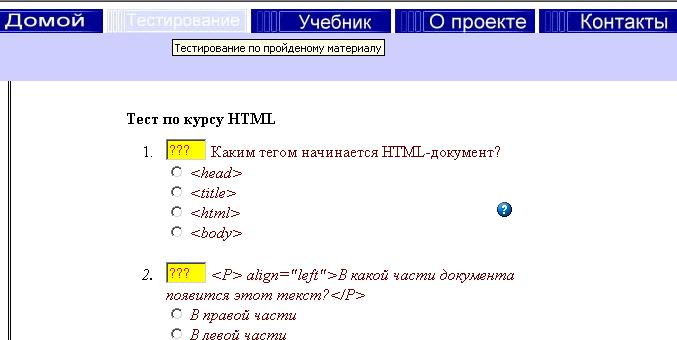 Домой Тестирование Учебник О проекте Контакты
Тестирование по пройденому материалу
Тест по курсу HTML
1. ??? Каким тегом начинается HTML-документ?
<head>
<title>
<html>
?
<body>
2. ??? <P> align="left">В какой части документа
появится этот текст?</P>
В правой части
В левой части